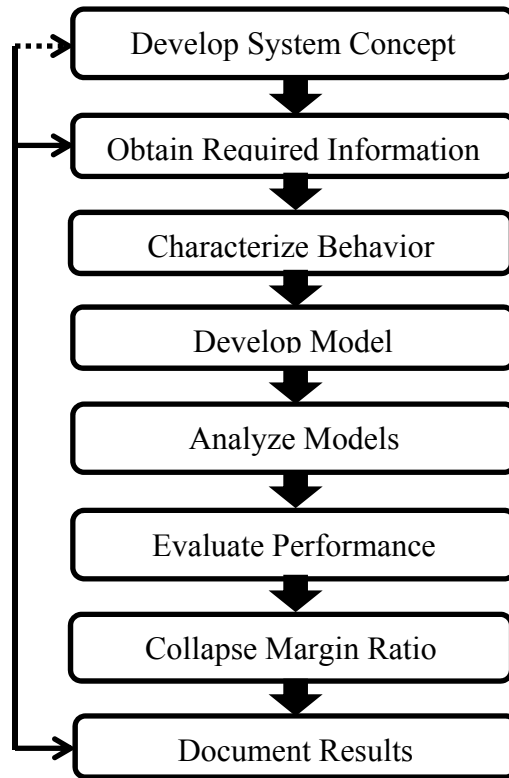 Develop System Concept
Obtain Required Information
Characterize Behavior
Develop Model
Analyze Models
Evaluate Performance
Collapse Margin Ratio
Document Results